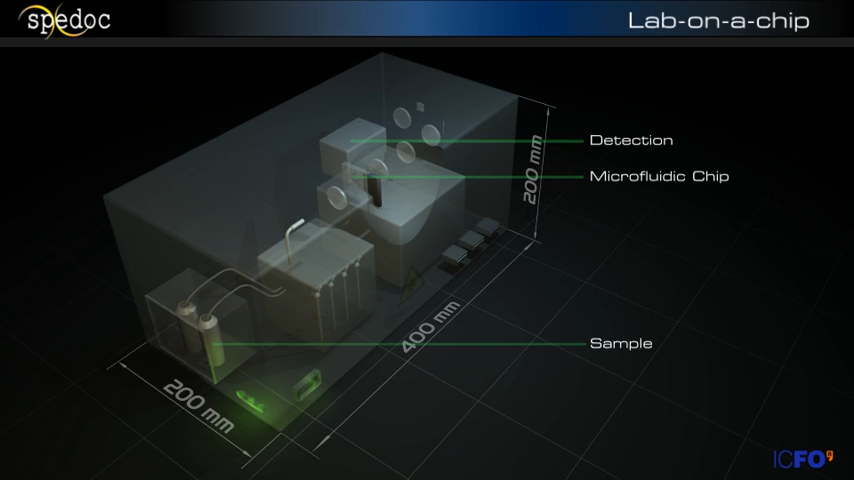 spedoc
Lab-on-a-chip
Detection
200 mm
Microfluidic Chip
400 mm
Sample
200 mm
ICFO